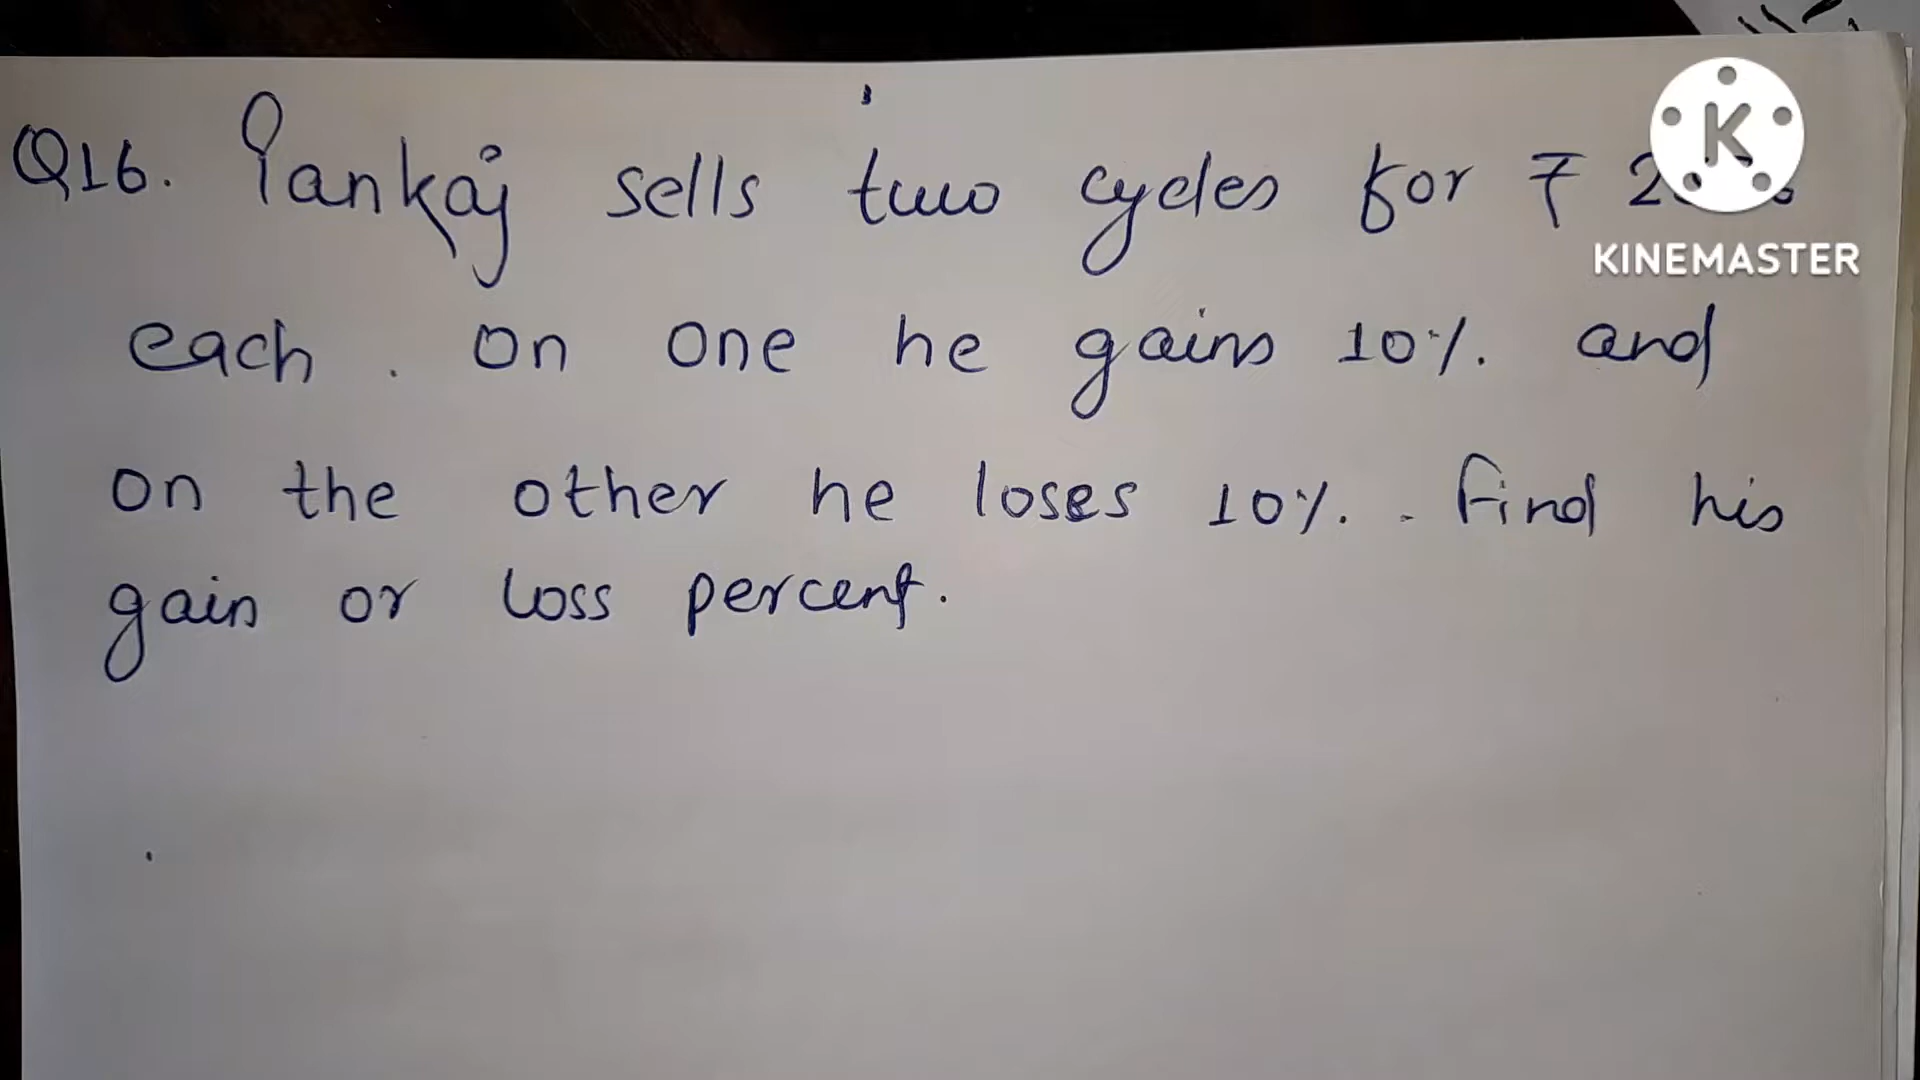 Q16. Pankaj sells two cycles for ₹
K
KINEMASTER
each. On one he gains 10%. and
on the other he loses 10%. . Find his
gain or loss percent.